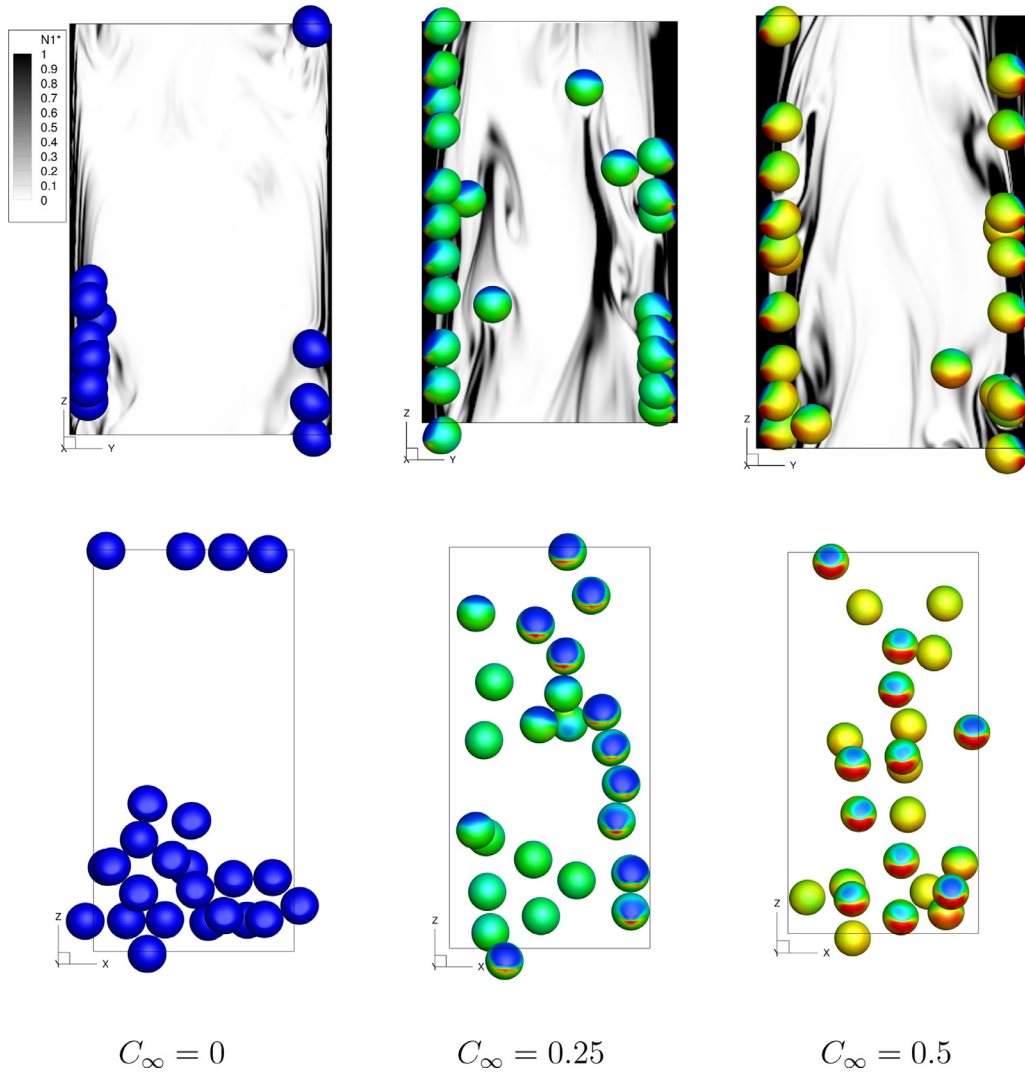 N1*
1
0.9
0.8
0.7
0.6
0.5
0.4
0.3
0.2
0.1
0
Z
X Y
Z
X Y
Z
X Y
Z
Y X
Z
Y X
Z
Y X
C∞ = 0
C∞ = 0.25
C∞ = 0.5